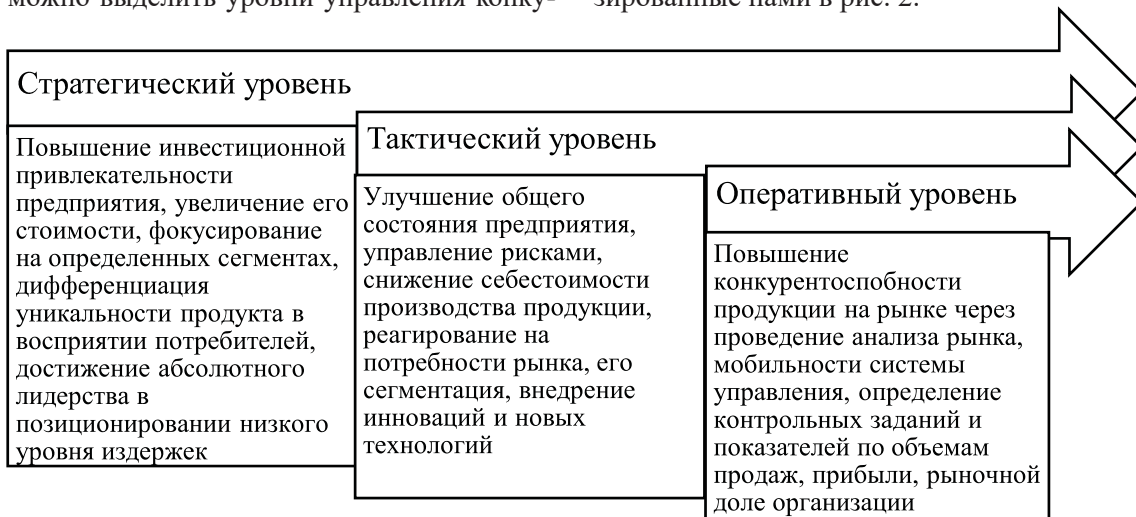 можно выделить уровни управления конку-
зированные нами в рис. 2.
Стратегический уровень
Повышение инвестиционной
привлекательности
предприятия, увеличение его
стоимости, фокусирование
на определенных сегментах,
дифференциация
уникальности продукта в
восприятии потребителей,
достижение абсолютного
лидерства в
позиционировании низкого
уровня издержек
Тактический уровень
Улучшение общего
состояния предприятия,
управление рисками,
снижение себестоимости
производства продукции,
реагирование на
потребности рынка, его
сегментация, внедрение
инноваций и новых
технологий
Оперативный уровень
Повышение
конкурентоспобности
продукции на рынке через
проведение анализа рынка,
мобильности системы
управления, определение
контрольных заданий и
показателей по объемам
продаж, прибыли, рыночной
доле организации